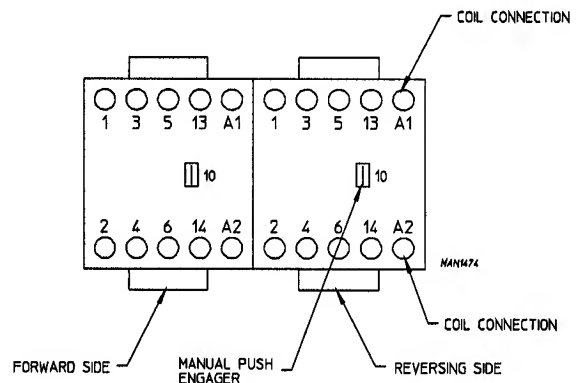 COIL CONNECTION
1 3 5 13 A1 1 3 5 13 A1
10 10
2 4 6 14 A2 2 4 6 14 A2
MAN1474
COIL CONNECTION
FORWARD SIDE
MANUAL PUSH
ENGAGER
REVERSING SIDE